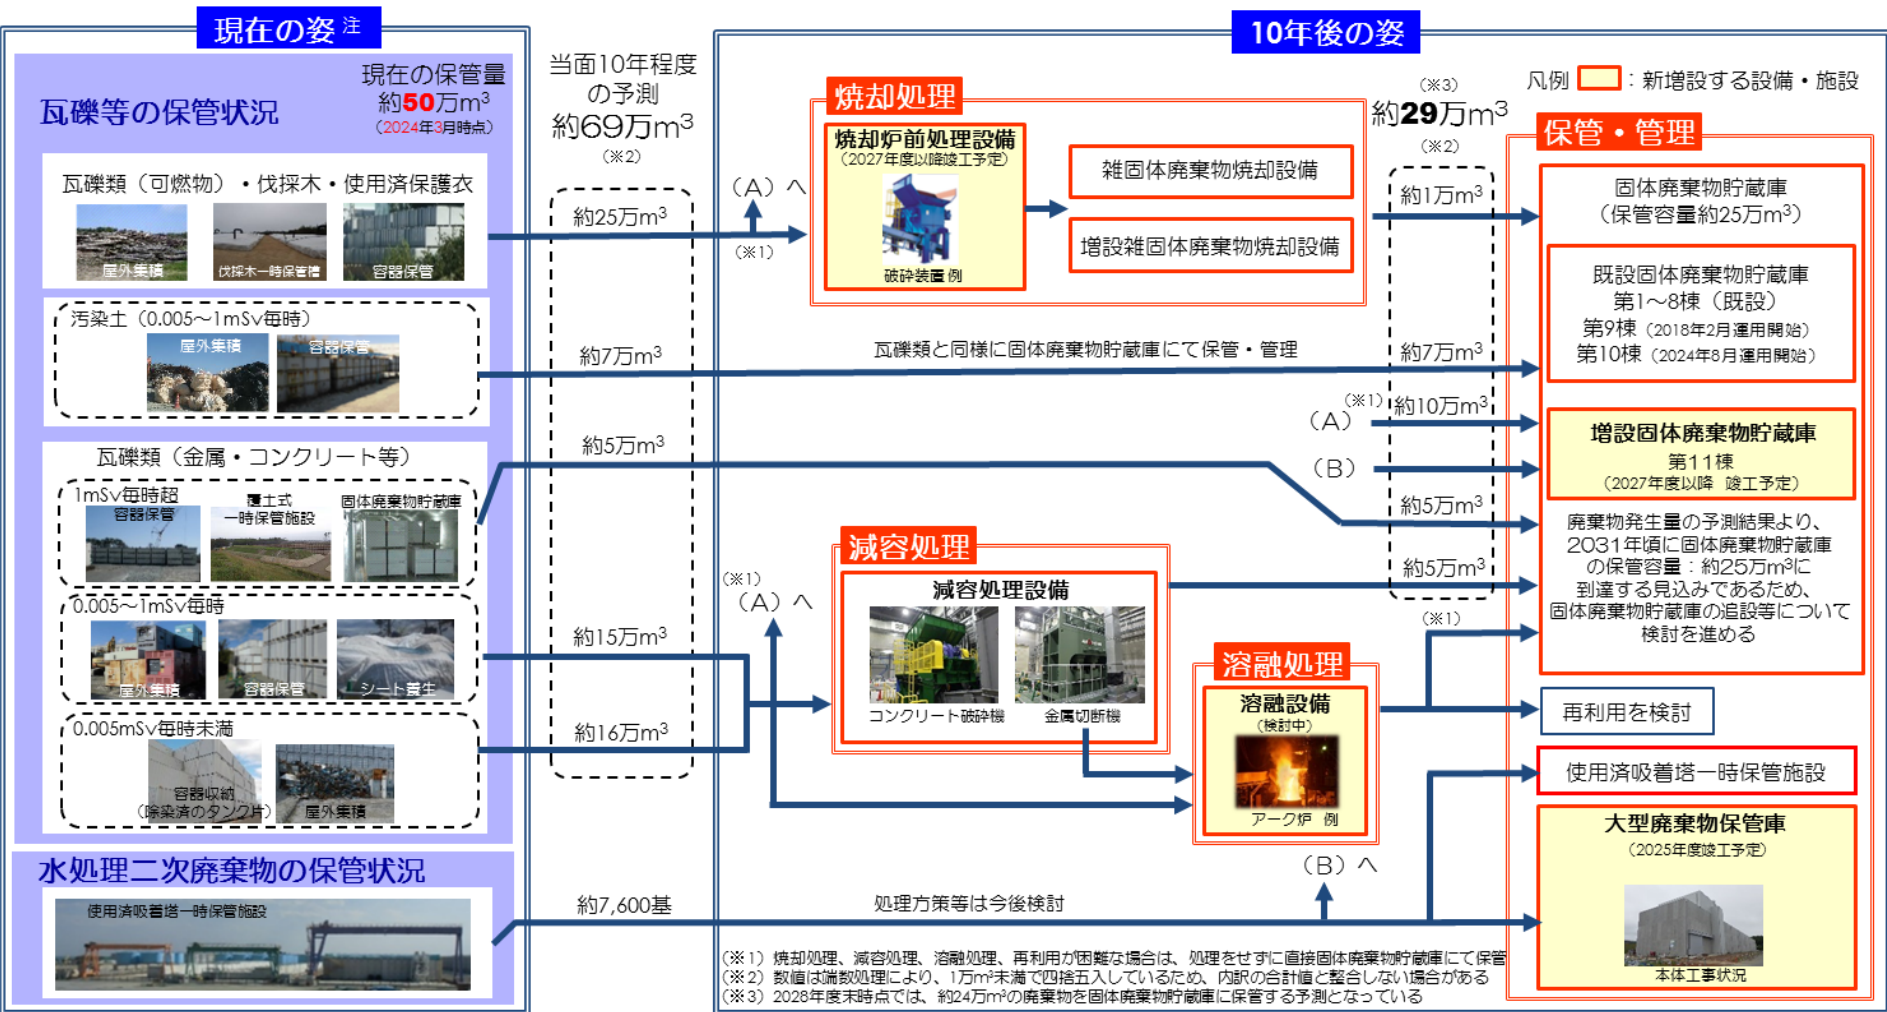 現在の姿 注
瓦礫等の保管状況
現在の保管量
約50万m³
（2024年3月時点）
瓦礫類（可燃物）・伐採木・使用済保護衣
屋外集積
伐採木一時保管槽
容器保管
汚染土（0.005～1mSv毎時）
屋外集積
容器保管
瓦礫類（金属・コンクリート等）
1mSv毎時超
容器保管
覆土式
一時保管施設
固体廃棄物貯蔵庫
0.005～1mSv毎時
屋外集積
容器保管
シート養生
0.005mSv毎時未満
容器収納
（除染済のタンク片）
屋外集積
水処理二次廃棄物の保管状況
使用済吸着塔一時保管施設
当面10年程度
の予測
約69万m³
（※2）
約25万m³
約7万m³
約5万m³
約15万m³
約16万m³
約7,600基
10年後の姿
凡例 ：新増設する設備・施設
（A）へ
（※1）
焼却処理
焼却炉前処理設備
（2027年度以降竣工予定）
破砕装置例
雑固体廃棄物焼却設備
増設雑固体廃棄物焼却設備
瓦礫類と同様に固体廃棄物貯蔵庫にて保管・管理
（※1）
（A）へ
減容処理
減容処理設備
コンクリート破砕機
金属切断機
溶融処理
溶融設備
（検討中）
アーク炉 例
（B）へ
処理方策等は今後検討
（※3）
約29万m³
（※2）
約1万m³
約7万m³
（A）（※1）約10万m³
（B）
約5万m³
約5万m³
（※1）
保管・管理
固体廃棄物貯蔵庫
（保管容量約25万m³）
既設固体廃棄物貯蔵庫
第1～8棟（既設）
第9棟（2018年2月運用開始）
第10棟（2024年8月運用開始）
増設固体廃棄物貯蔵庫
第11棟
（2027年度以降 竣工予定）
廃棄物発生量の予測結果より、
2031年頃に固体廃棄物貯蔵庫
の保管容量：約25万m³に
到達する見込みであるため、
固体廃棄物貯蔵庫の追設等について
検討を進める
再利用を検討
使用済吸着塔一時保管施設
大型廃棄物保管庫
（2025年度竣工予定）
本体工事状況
（※1）焼却処理、減容処理、溶融処理、再利用が困難な場合は、処理をせずに直接固体廃棄物貯蔵庫にて保管
（※2）数値は端数処理により、1万m³未満で四捨五入しているため、内訳の合計値と整合しない場合がある
（※3）2028年度末時点では、約24万m³の廃棄物を固体廃棄物貯蔵庫に保管する予測となっている